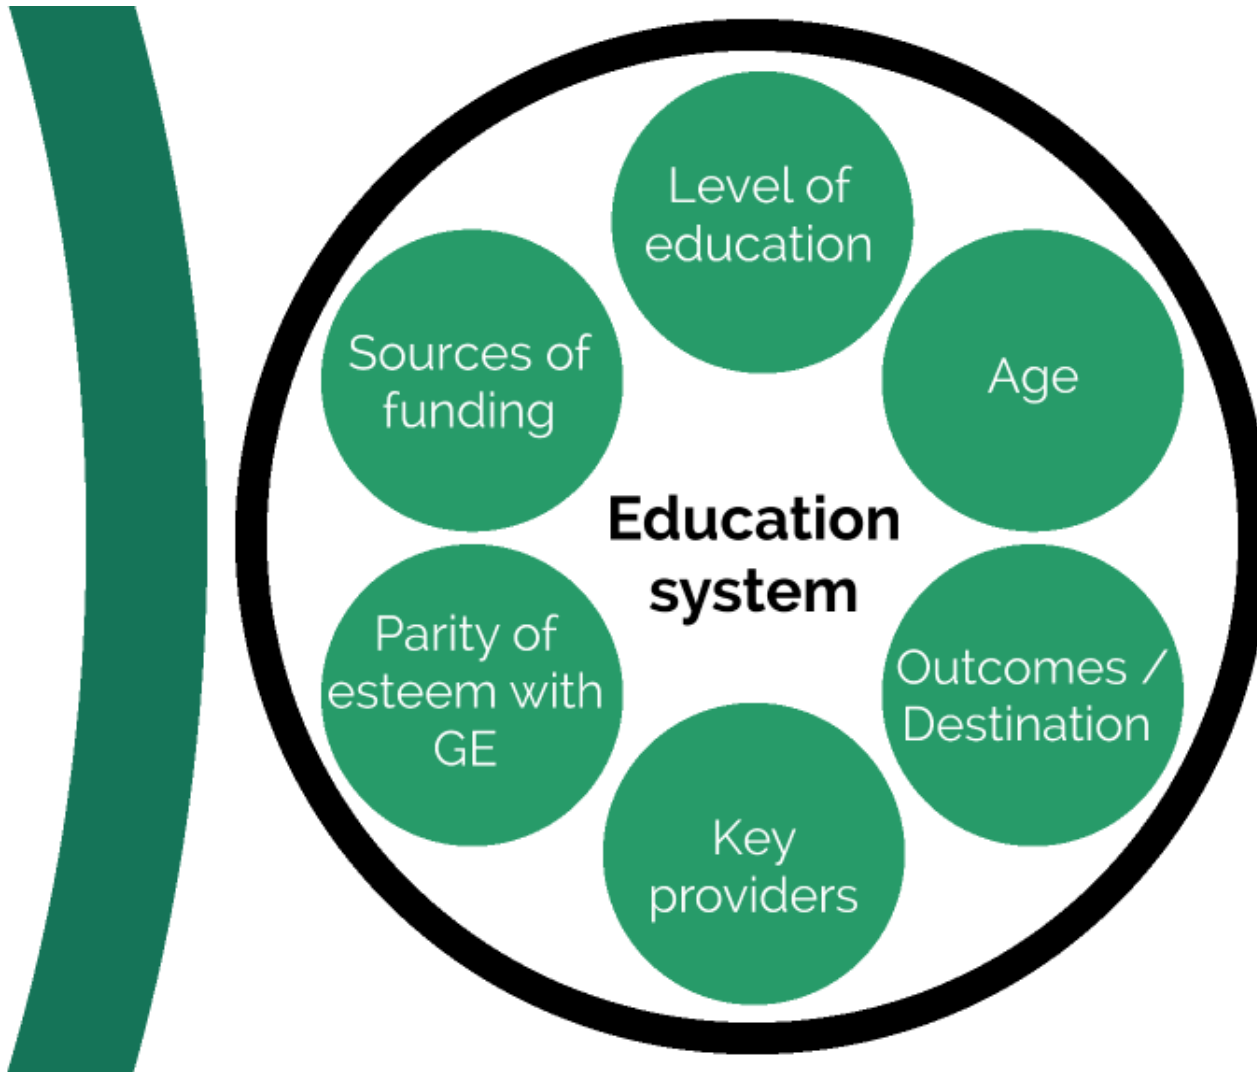 Level of
education
Sources of
funding
Age
Education
system
Parity of
esteem with
GE
Outcomes /
Destination
Key
providers